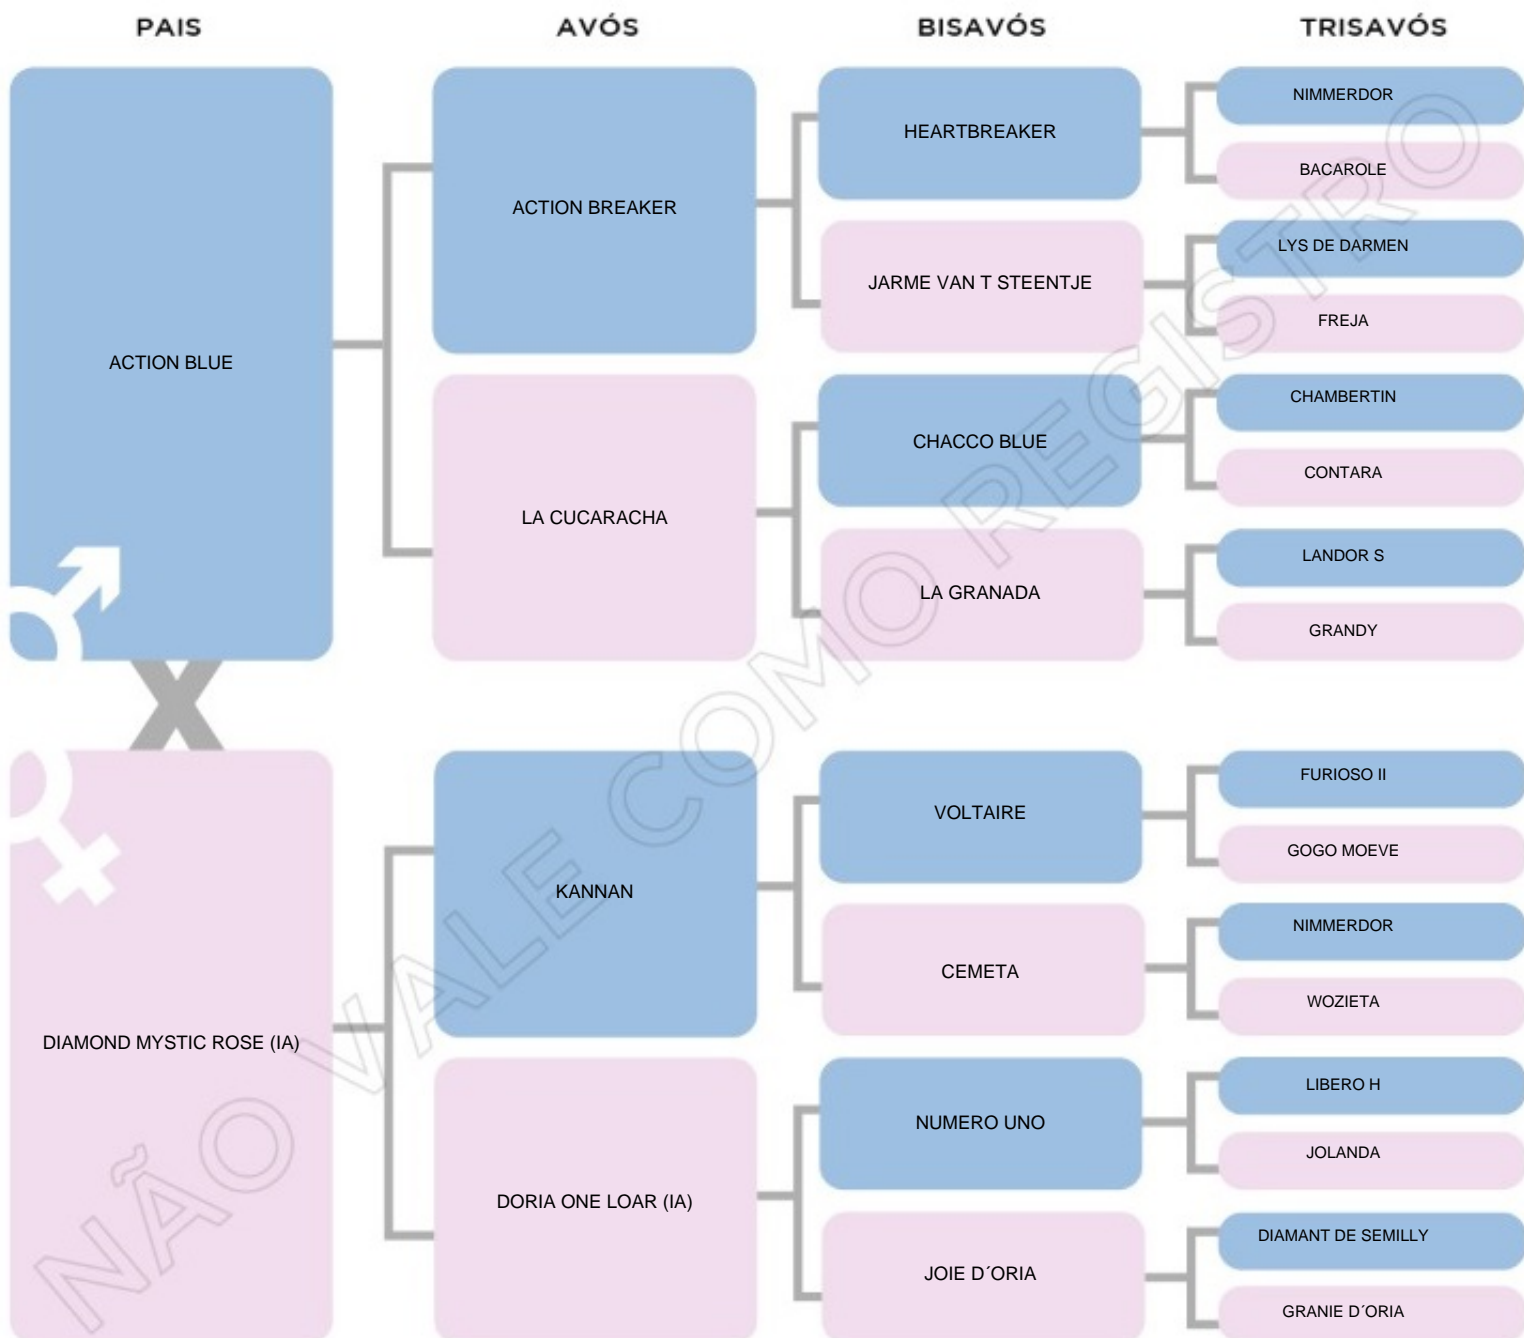 PAIS
AVÓS
BISAVÓS
TRISAVÓS
ACTION BLUE
ACTION BREAKER
LA CUCARACHA
HEARTBREAKER
JARME VAN T STEENTJE
CHACCO BLUE
LA GRANADA
NIMMERDOR
BACAROLE
LYS DE DARMEN
FREJA
CHAMBERTIN
CONTARA
LANDOR S
GRANDY
X
DIAMOND MYSTIC ROSE (IA)
KANNAN
DORIA ONE LOAR (IA)
VOLTAIRE
CEMETA
NUMERO UNO
JOIE D´ORIA
FURIOSO II
GOGO MOEVE
NIMMERDOR
WOZIETA
LIBERO H
JOLANDA
DIAMANT DE SEMILLY
GRANIE D´ORIA
NÃO VALE COMO REGISTRO